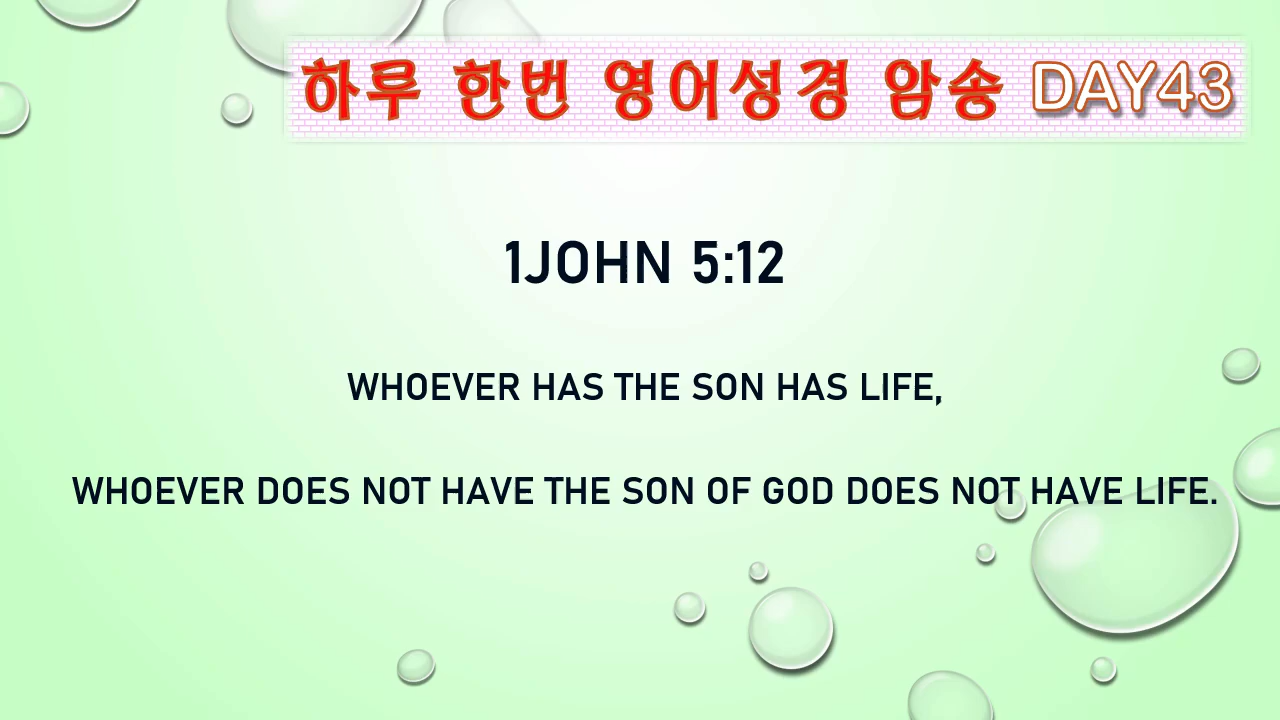 하루 한번 영어성경 암송 DAY43
1JOHN 5:12
WHOEVER HAS THE SON HAS LIFE,
WHOEVER DOES NOT HAVE THE SON OF GOD DOES NOT HAVE LIFE.